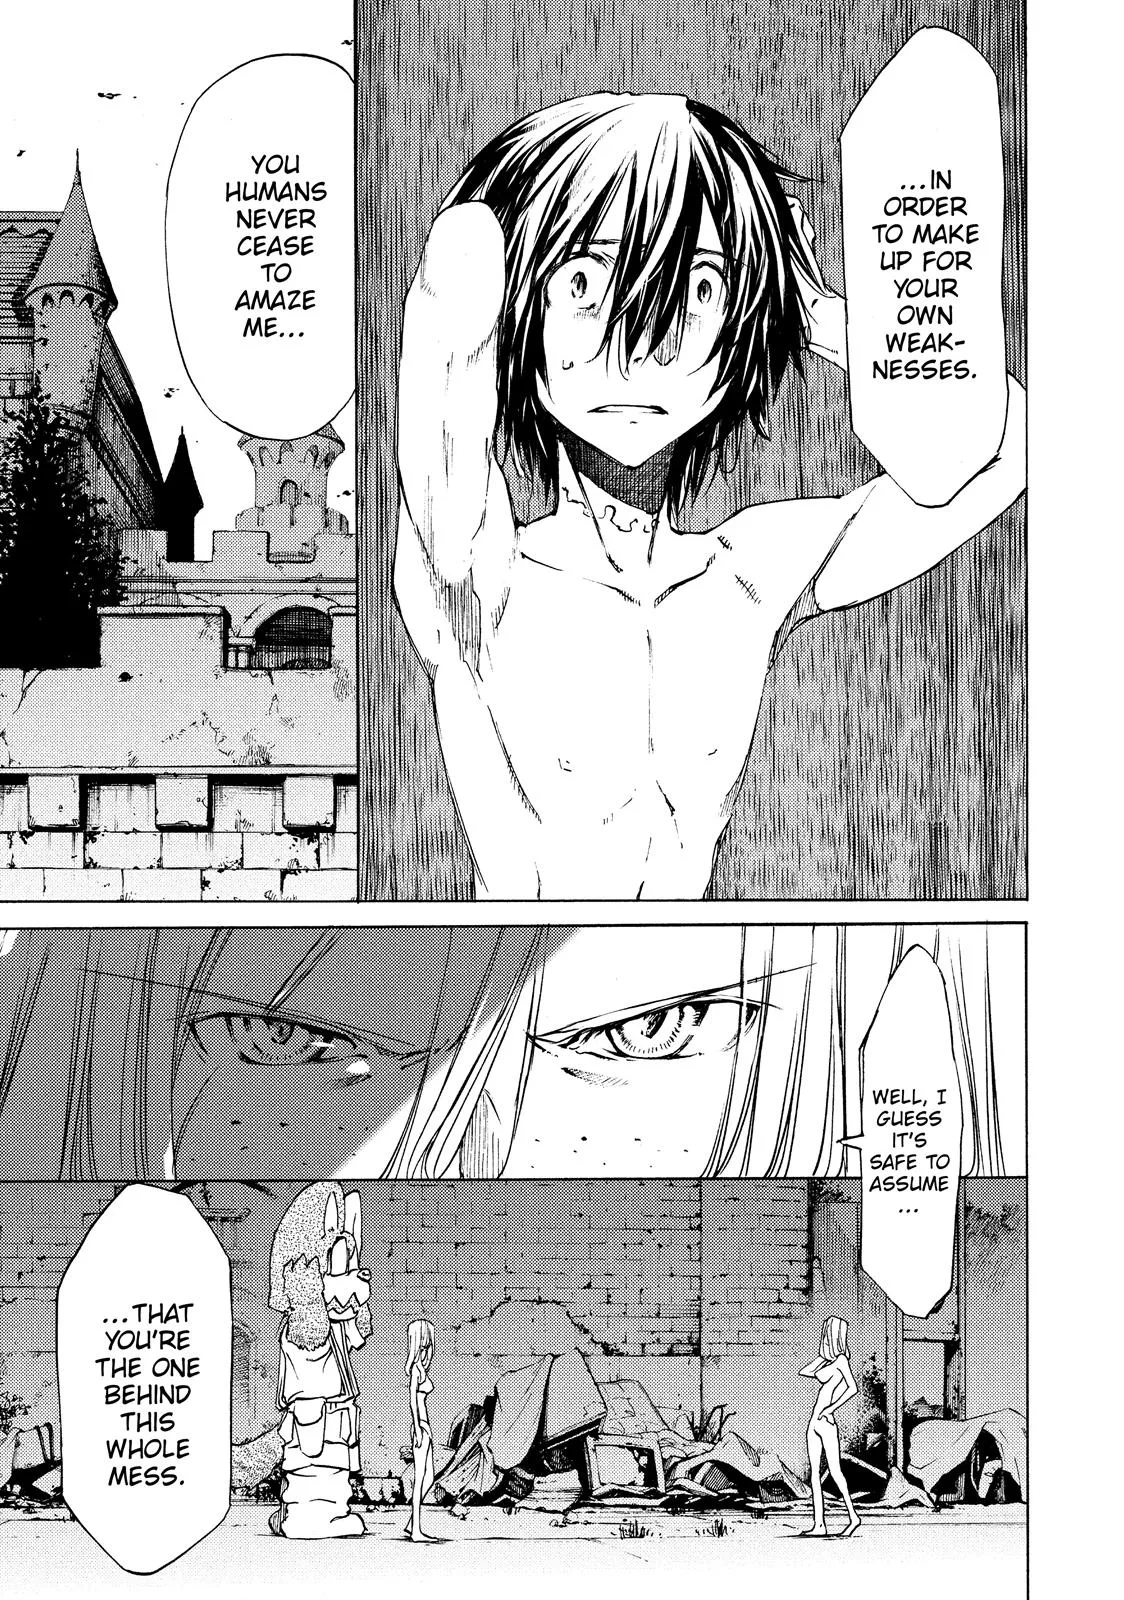 ...IN
ORDER
TO MAKE
UP FOR
YOUR
OWN
WEAK-
NESSES.
YOU
HUMANS
NEVER
CEASE
TO
AMAZE
ME...
WELL, I
GUESS
IT'S
SAFE TO
ASSUME
...
...THAT
YOU'RE
THE ONE
BEHIND
THIS
WHOLE
MESS.